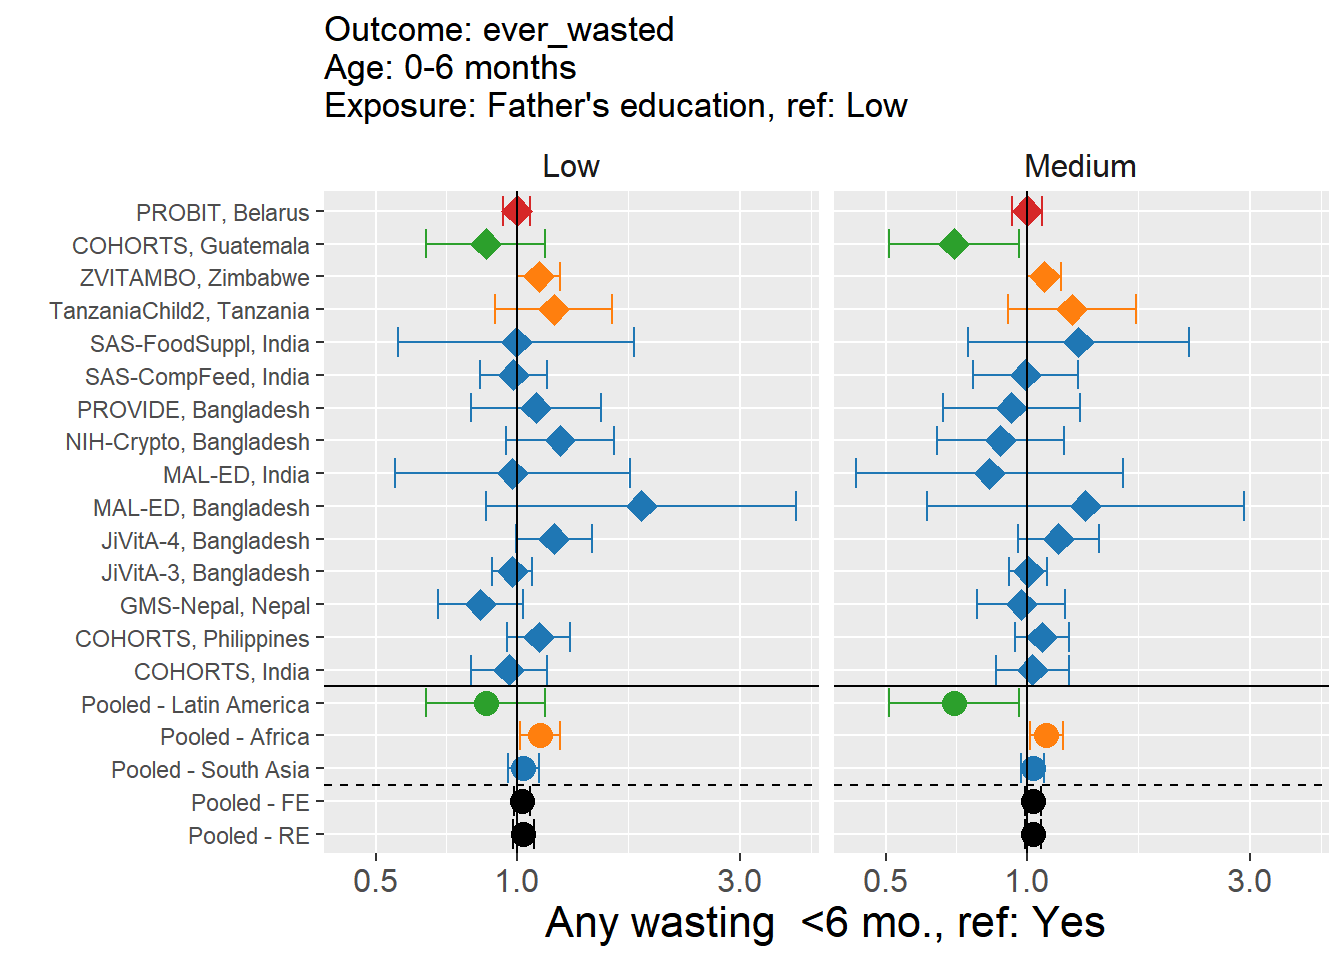 Outcome: ever_wasted
Age: 0-6 months
Exposure: Father's education, ref: Low
Low
Medium
PROBIT, Belarus
COHORTS, Guatemala
ZVITAMBO, Zimbabwe
TanzaniaChild2, Tanzania
SAS-FoodSuppl, India
SAS-CompFeed, India
PROVIDE, Bangladesh
NIH-Crypto, Bangladesh
MAL-ED, India
MAL-ED, Bangladesh
JiVitA-4, Bangladesh
JiVitA-3, Bangladesh
GMS-Nepal, Nepal
COHORTS, Philippines
COHORTS, India
Pooled - Latin America
Pooled - Africa
Pooled - South Asia
Pooled - FE
Pooled - RE
0.5 1.0 3.0
0.5 1.0 3.0
Any wasting  <6 mo., ref: Yes